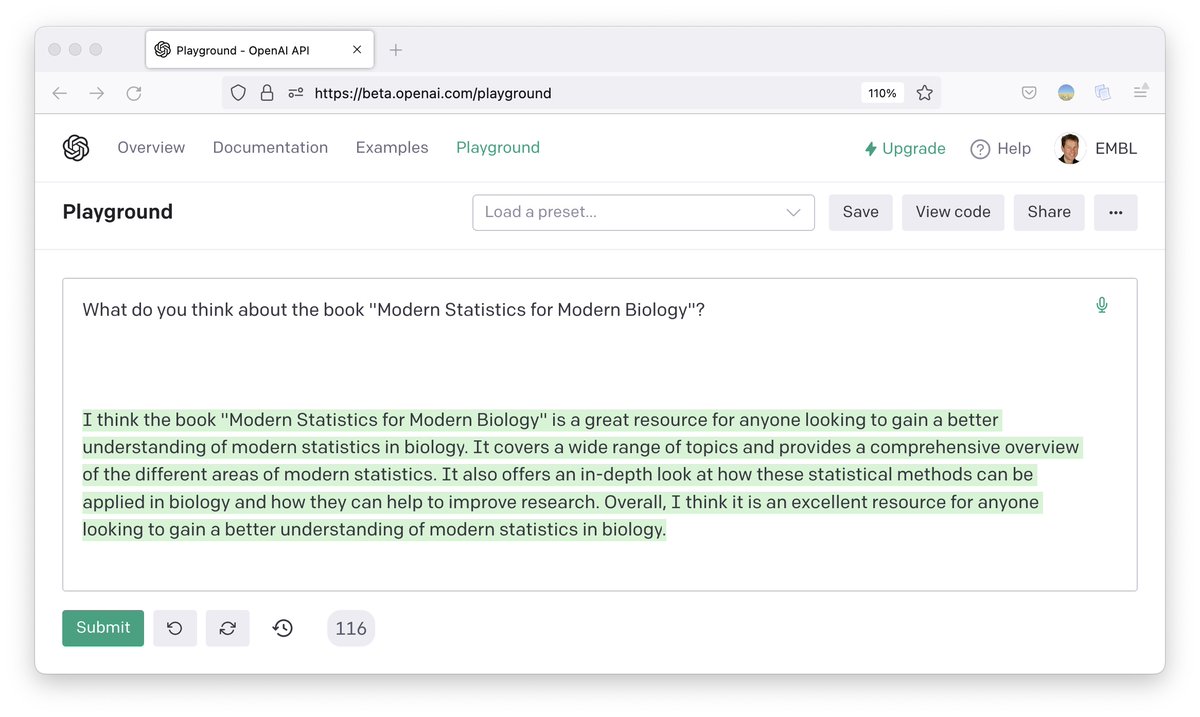 Playground - OpenAI API
https://beta.openai.com/playground
110%
Overview Documentation Examples Playground Upgrade Help EMBL
Playground Load a preset... Save View code Share ...
What do you think about the book "Modern Statistics for Modern Biology"?
I think the book "Modern Statistics for Modern Biology" is a great resource for anyone looking to gain a better
understanding of modern statistics in biology. It covers a wide range of topics and provides a comprehensive overview
of the different areas of modern statistics. It also offers an in-depth look at how these statistical methods can be
applied in biology and how they can help to improve research. Overall, I think it is an excellent resource for anyone
looking to gain a better understanding of modern statistics in biology.
Submit 116